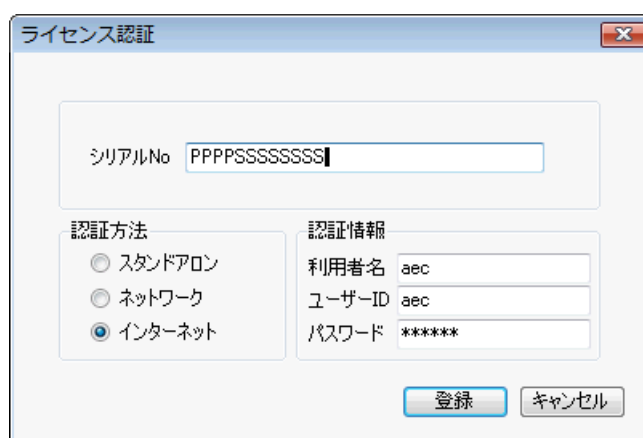 ライセンス認証
シリアルNo PPPPSSSSSSSS
認証方法
スタンドアロン
ネットワーク
インターネット
認証情報
利用者名 aec
ユーザーID aec
パスワード ******
登録 キャンセル